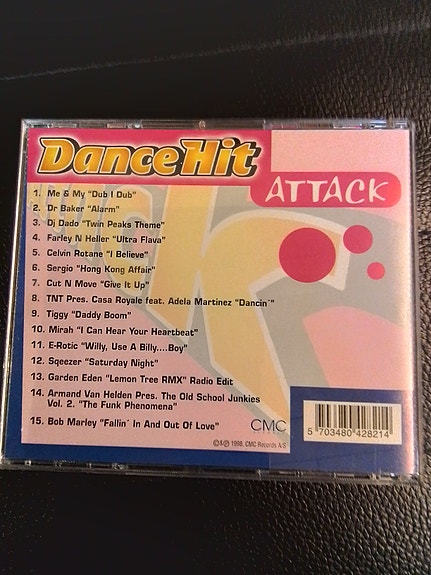 DanceHit
ATTACK
1. Me & My "Dub I Dub"
2. Dr Baker "Alarm"
3. Dj Dado "Twin Peaks Theme"
4. Farley N Heller "Ultra Flava"
5. Celvin Rotane "I Believe"
6. Sergio "Hong Kong Affair"
7. Cut N Move "Give It Up"
8. TNT Pres. Casa Royale feat. Adela Martinez "Dancin´"
9. Tiggy "Daddy Boom"
10. Mirah "I Can Hear Your Heartbeat"
11. E-Rotic "Willy, Use A Billy....Boy"
12. Sqeezer "Saturday Night"
13. Garden Eden "Lemon Tree RMX" Radio Edit
14. Armand Van Helden Pres. The Old School Junkies
Vol. 2. "The Funk Phenomena"
15. Bob Marley "Fallin´ In And Out Of Love"
CMC
©&℗ 1998, CMC Records A/S
5 703480 428214